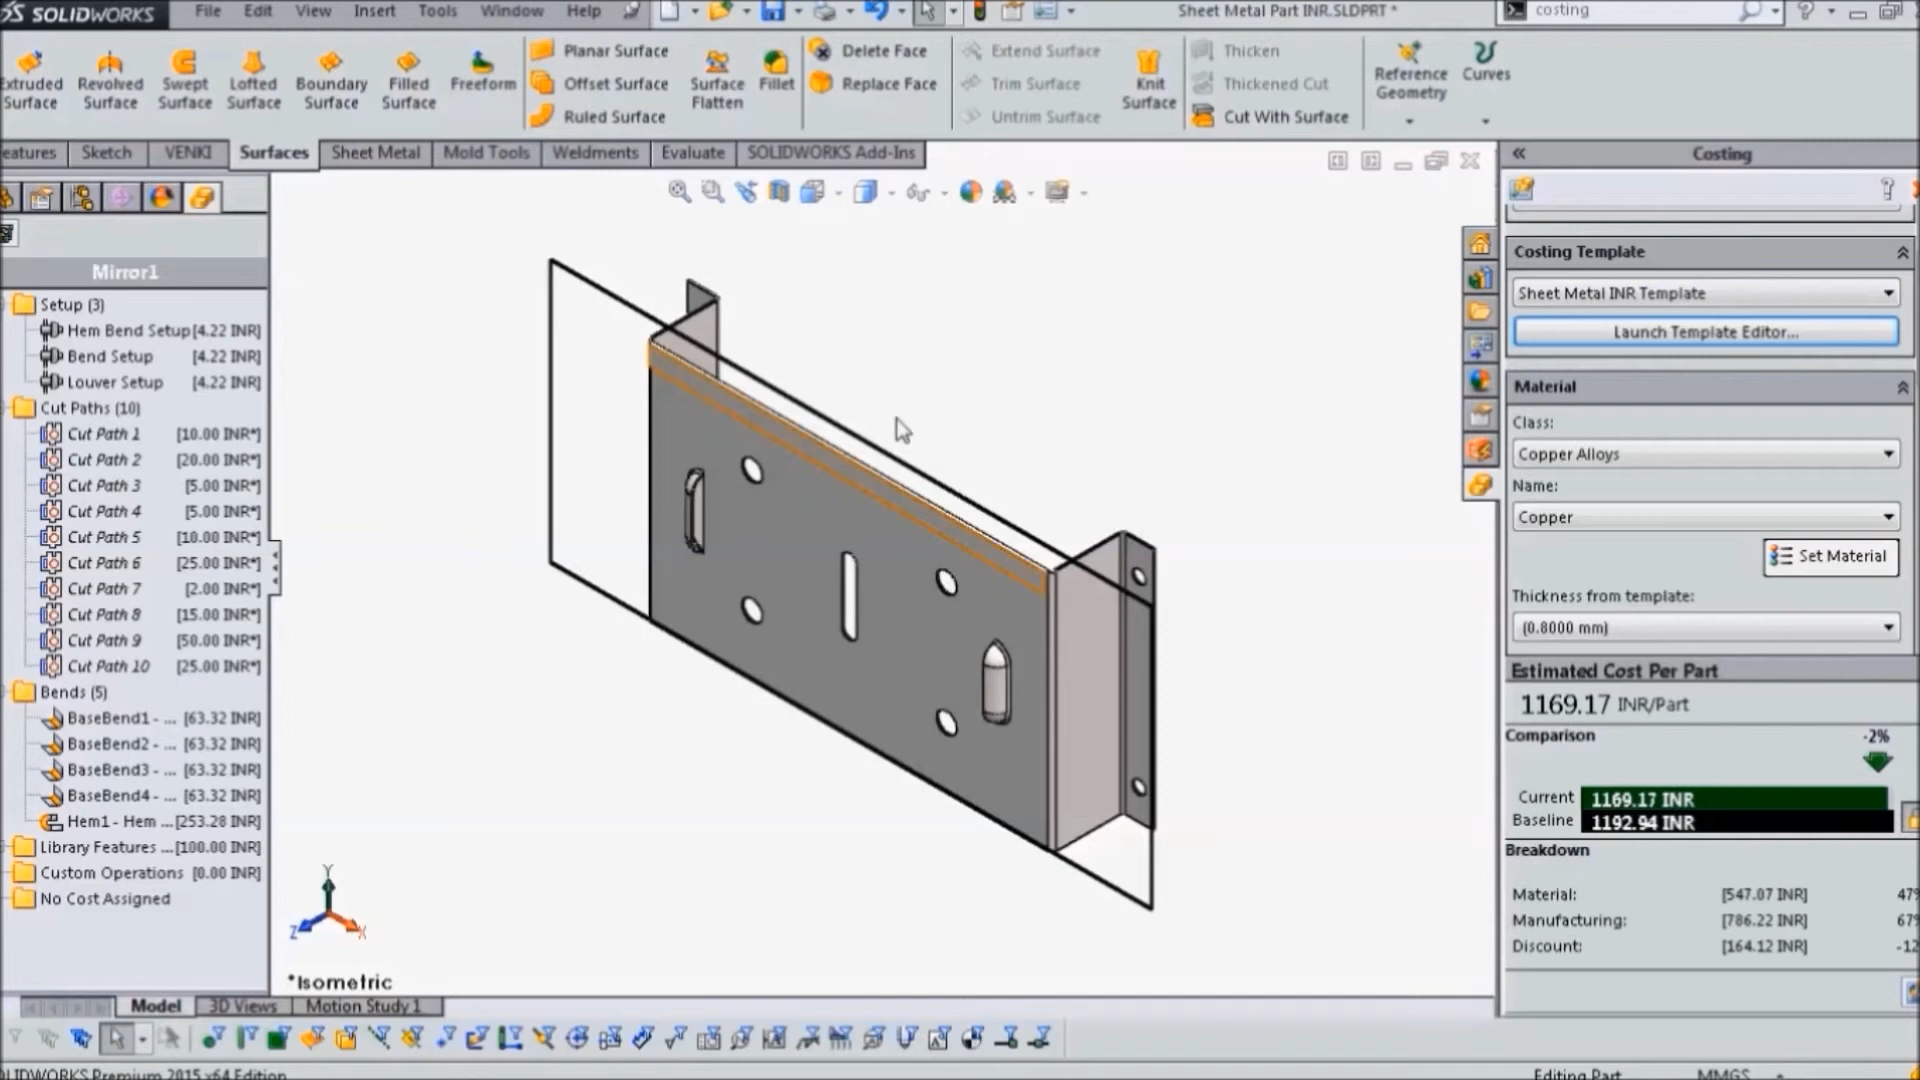 SOLIDWORKS File Edit View Insert Tools Window Help Sheet Metal Part INR.SLDPRT * costing
Extruded Surface
Revolved Surface
Swept Surface
Lofted Surface
Boundary Surface
Filled Surface
Freeform
Planar Surface
Offset Surface
Ruled Surface
Surface Flatten
Fillet
Delete Face
Replace Face
Extend Surface
Trim Surface
Untrim Surface
Knit Surface
Thicken
Thickened Cut
Cut With Surface
Reference Geometry
Curves
eatures Sketch VENKI Surfaces Sheet Metal Mold Tools Weldments Evaluate SOLIDWORKS Add-Ins
Mirror1
Setup (3)
Hem Bend Setup [4.22 INR]
Bend Setup [4.22 INR]
Louver Setup [4.22 INR]
Cut Paths (10)
Cut Path 1 [10.00 INR*]
Cut Path 2 [20.00 INR*]
Cut Path 3 [5.00 INR*]
Cut Path 4 [5.00 INR*]
Cut Path 5 [10.00 INR*]
Cut Path 6 [25.00 INR*]
Cut Path 7 [2.00 INR*]
Cut Path 8 [15.00 INR*]
Cut Path 9 [50.00 INR*]
Cut Path 10 [25.00 INR*]
Bends (5)
BaseBend1 - ... [63.32 INR]
BaseBend2 - ... [63.32 INR]
BaseBend3 - ... [63.32 INR]
BaseBend4 - ... [63.32 INR]
Hem1 - Hem ... [253.28 INR]
Library Features ... [100.00 INR]
Custom Operations [0.00 INR]
No Cost Assigned
Y
Z X
*Isometric
Costing
Costing Template
Sheet Metal INR Template
Launch Template Editor...
Material
Class:
Copper Alloys
Name:
Copper
Set Material
Thickness from template:
(0.8000 mm)
Estimated Cost Per Part
1169.17 INR/Part
Comparison -2%
Current 1169.17 INR
Baseline 1192.94 INR
Breakdown
Material: [547.07 INR] 47%
Manufacturing: [786.22 INR] 67%
Discount: [164.12 INR] -12
Model 3D Views Motion Study 1
OLIDWORKS Premium 2015 x64 Edition Editing Part MMGS